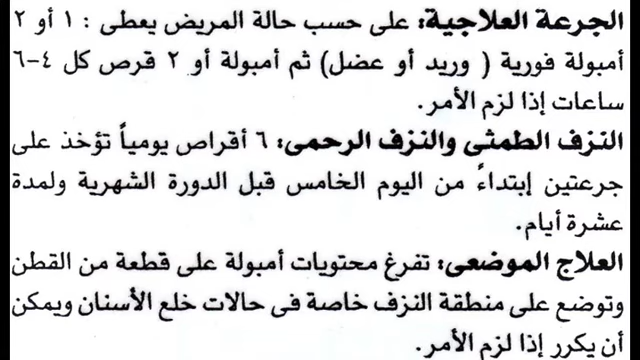 الجرعة العلاجية: على حسب حالة المريض يعطى : ١ أو ٢
أمبولة فورية ( وريد أو عضل) ثم أمبولة أو ٢ قرص كل ٤-٦
ساعات إذا لزم الأمر.
النزف الطمثى والنزف الرحمى: ٦ أقراص يومياً تؤخذ على
جرعتين إبتداءً من اليوم الخامس قبل الدورة الشهرية ولمدة
عشرة أيام.
العلاج الموضعى: تفرغ محتويات أمبولة على قطعة من القطن
وتوضع على منطقة النزف خاصة فى حالات خلع الأسنان ويمكن
أن يكرر إذا لزم الأمر.